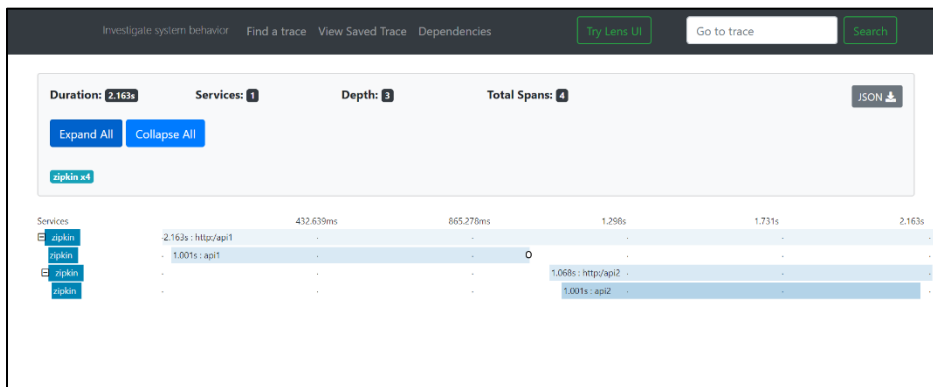 Investigate system behavior Find a trace View Saved Trace Dependencies Try Lens UI Go to trace Search
Duration: 2.163s Services: 1 Depth: 3 Total Spans: 4 JSON
Expand All Collapse All
zipkin x4
Services 432.639ms 865.278ms 1.298s 1.731s 2.163s
zipkin 2.163s : http:/api1
zipkin 1.001s : api1
zipkin 1.068s : http:/api2
zipkin 1.001s : api2